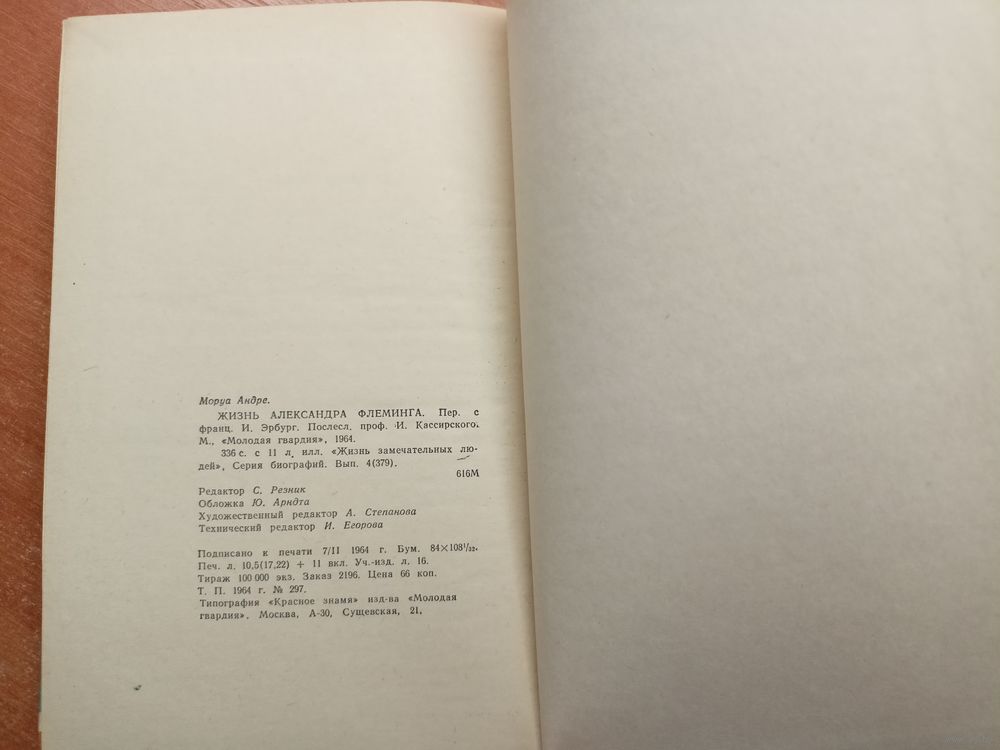 Моруа Андре.
ЖИЗНЬ АЛЕКСАНДРА ФЛЕМИНГА. Пер. с
франц. И. Эрбург. Послесл. проф. И. Кассирского.
М., «Молодая гвардия», 1964.
336 с. с 11 л. илл. «Жизнь замечательных лю-
дей», Серия биографий. Вып. 4(379).
616М
Редактор С. Резник
Обложка Ю. Арндта
Художественный редактор А. Степанова
Технический редактор И. Егорова
Подписано к печати 7/II 1964 г. Бум. 84×108¹/₃₂.
Печ. л. 10,5(17,22) + 11 вкл. Уч.-изд. л. 16.
Тираж 100 000 экз. Заказ 2196. Цена 66 коп.
Т. П. 1964 г. № 297.
Типография «Красное знамя» изд-ва «Молодая
гвардия». Москва, А-30, Сущевская, 21.